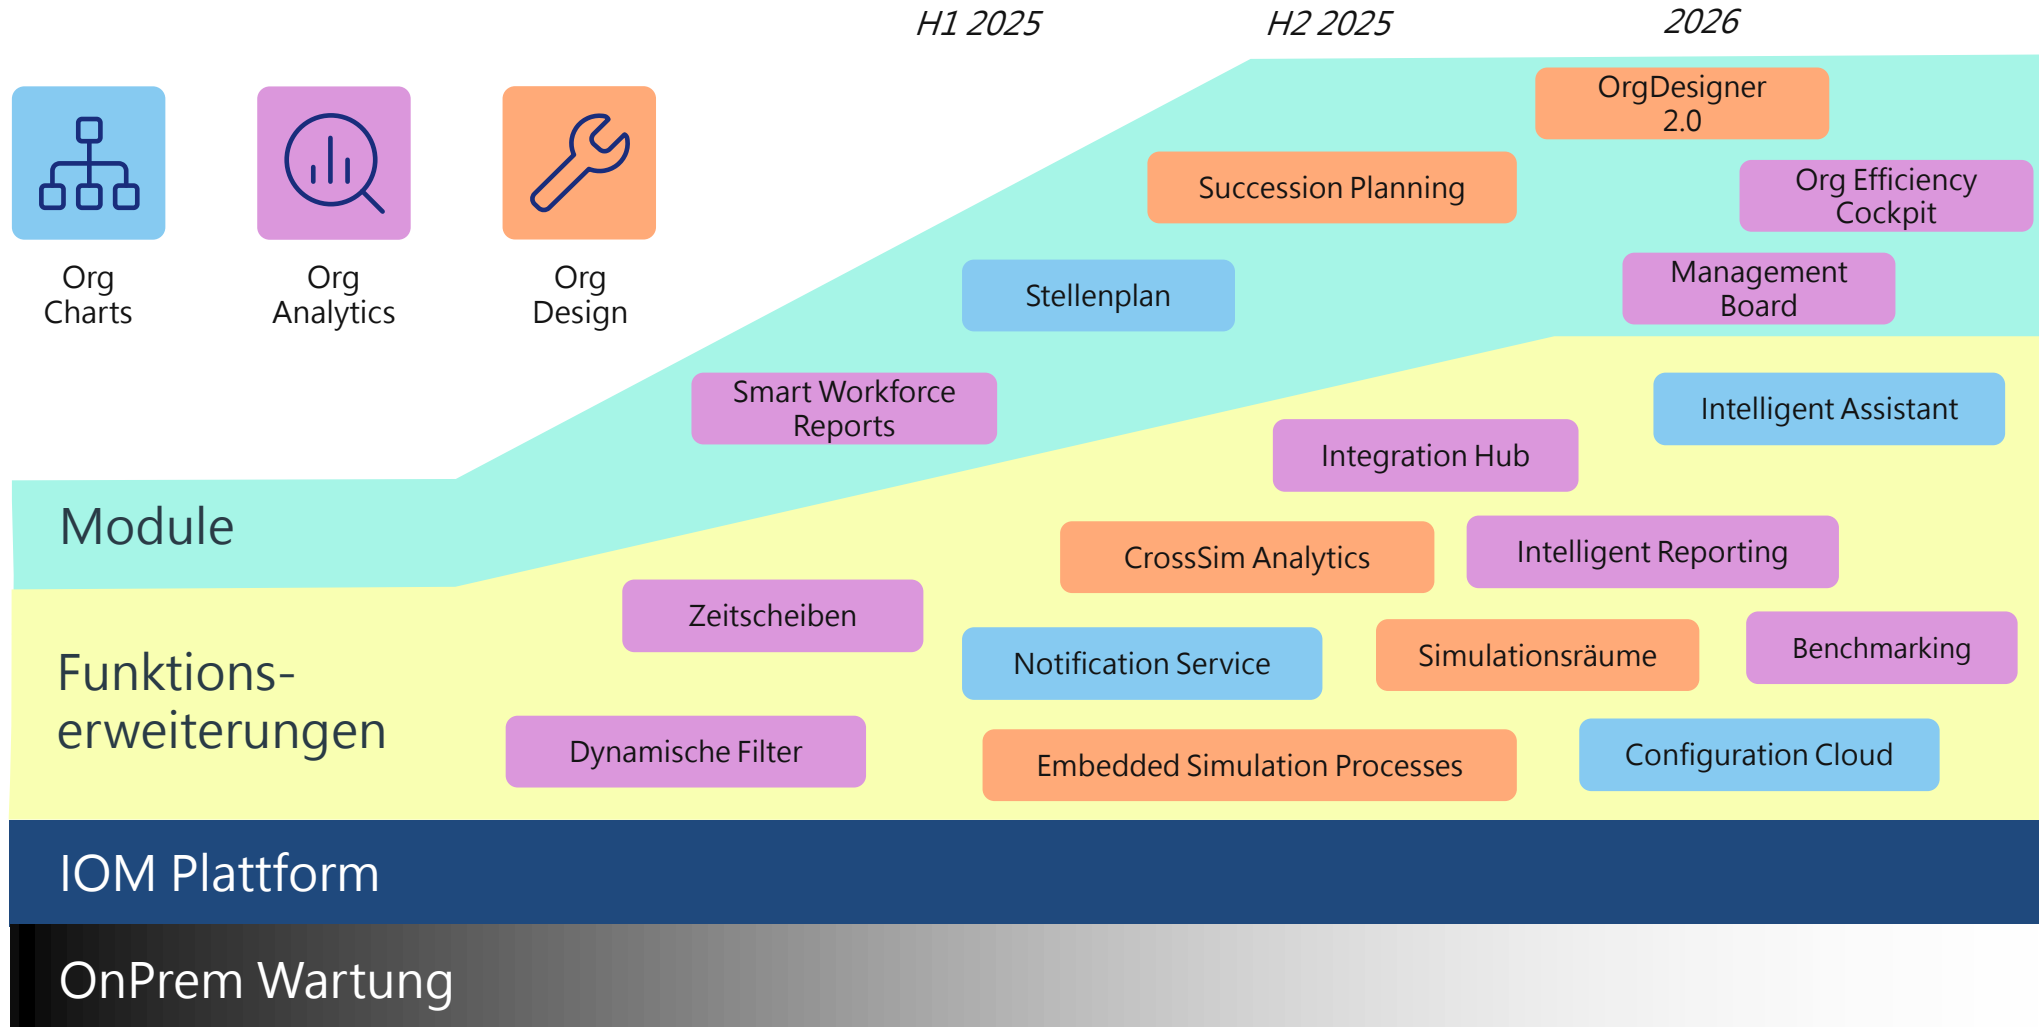 H1 2025
H2 2025
2026
Org
Charts
Org
Analytics
Org
Design
OrgDesigner
2.0
Succession Planning
Org Efficiency
Cockpit
Stellenplan
Management
Board
Smart Workforce
Reports
Module
Intelligent Assistant
Integration Hub
CrossSim Analytics
Intelligent Reporting
Zeitscheiben
Notification Service
Simulationsräume
Benchmarking
Funktions-
erweiterungen
Dynamische Filter
Embedded Simulation Processes
Configuration Cloud
IOM Plattform
OnPrem Wartung